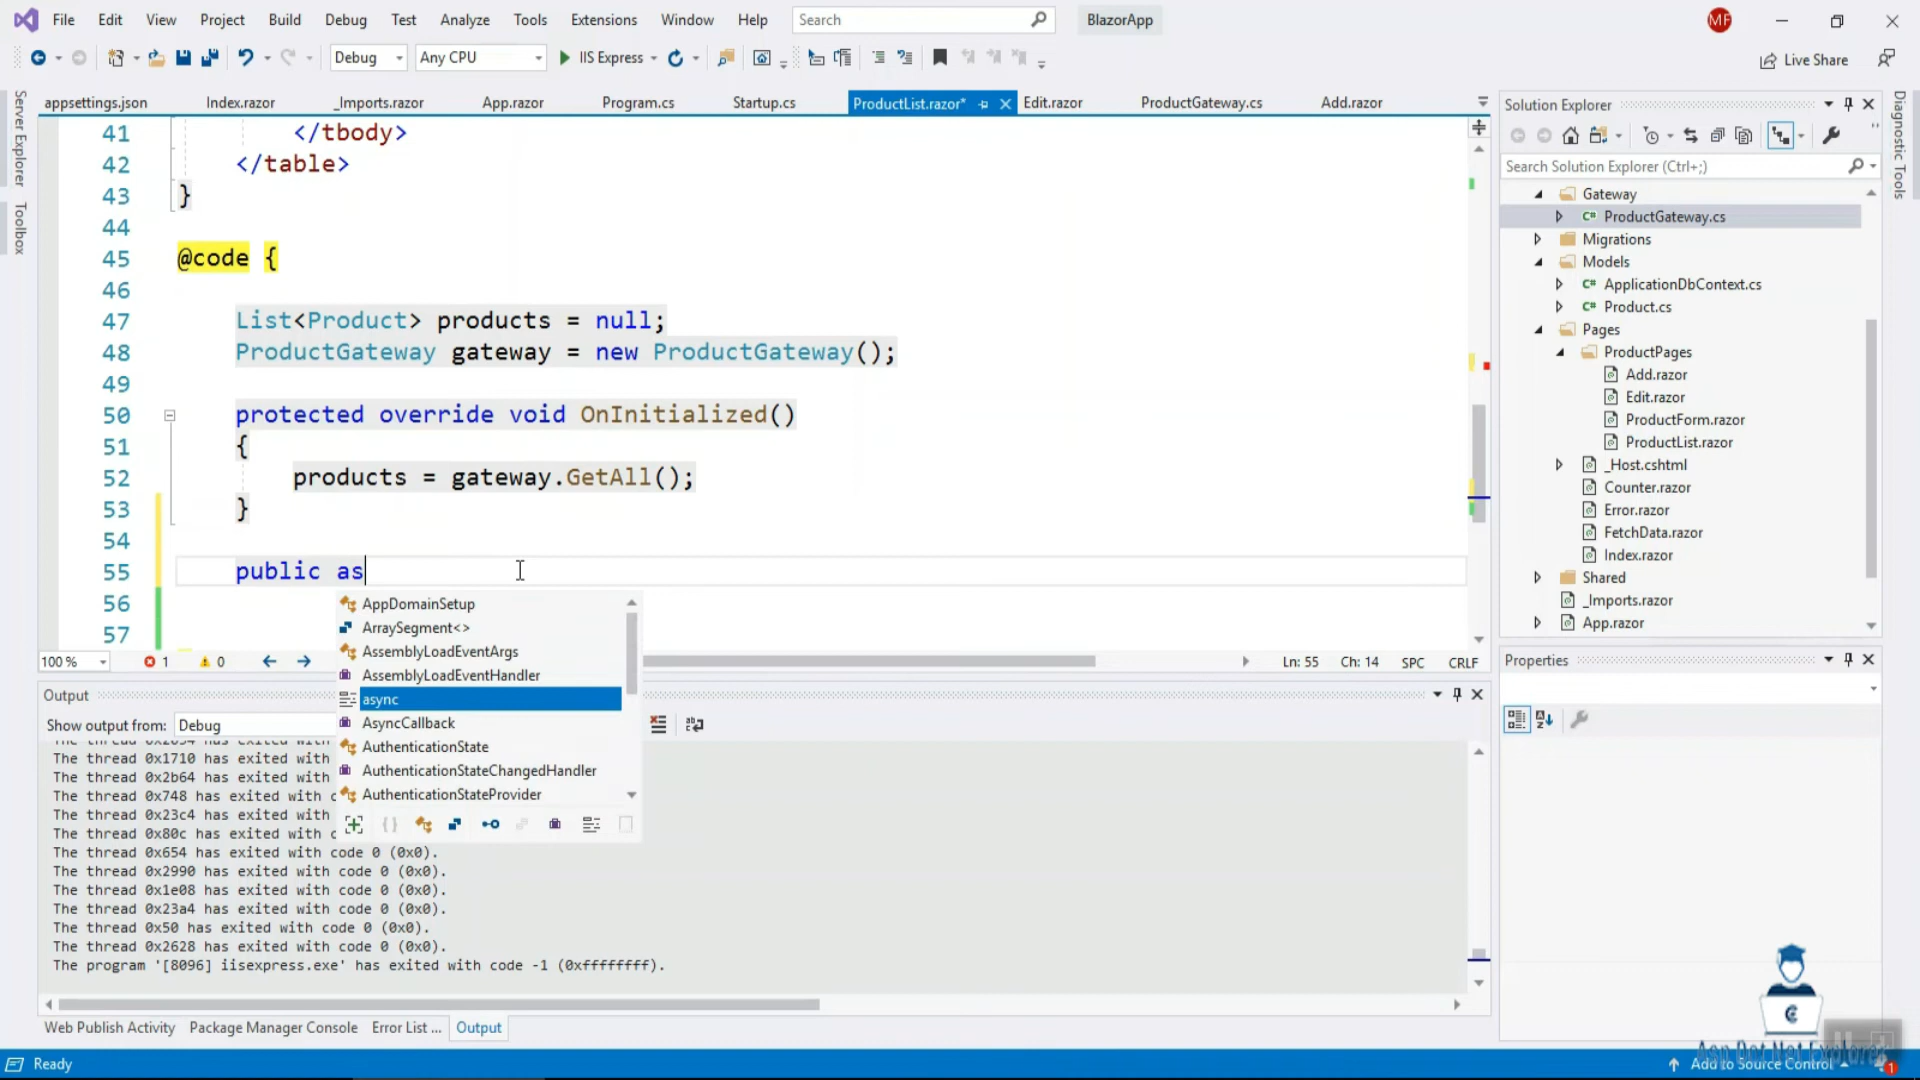 File Edit View Project Build Debug Test Analyze Tools Extensions Window Help Search BlazorApp MF
Debug Any CPU IIS Express Live Share
Server Explorer
Toolbox
appsettings.json Index.razor _Imports.razor App.razor Program.cs Startup.cs ProductList.razor* Edit.razor ProductGateway.cs Add.razor
41 </tbody>
42 </table>
43 }
44
45 @code {
46
47 List<Product> products = null;
48 ProductGateway gateway = new ProductGateway();
49
50 protected override void OnInitialized()
51 {
52 products = gateway.GetAll();
53 }
54
55 public as
56
57
AppDomainSetup
ArraySegment<>
AssemblyLoadEventArgs
AssemblyLoadEventHandler
async
AsyncCallback
AuthenticationState
AuthenticationStateChangedHandler
AuthenticationStateProvider
100 % 1 0 Ln: 55 Ch: 14 SPC CRLF
Output
Show output from: Debug
The thread 0x1710 has exited with
The thread 0x2b64 has exited with
The thread 0x748 has exited with c
The thread 0x23c4 has exited with
The thread 0x80c has exited with c
The thread 0x654 has exited with code 0 (0x0).
The thread 0x2990 has exited with code 0 (0x0).
The thread 0x1e08 has exited with code 0 (0x0).
The thread 0x23a4 has exited with code 0 (0x0).
The thread 0x50 has exited with code 0 (0x0).
The thread 0x2628 has exited with code 0 (0x0).
The program '[8096] iisexpress.exe' has exited with code -1 (0xffffffff).
Web Publish Activity Package Manager Console Error List ... Output
Solution Explorer
Search Solution Explorer (Ctrl+;)
Gateway
C# ProductGateway.cs
Migrations
Models
C# ApplicationDbContext.cs
C# Product.cs
Pages
ProductPages
Add.razor
Edit.razor
ProductForm.razor
ProductList.razor
_Host.cshtml
Counter.razor
Error.razor
FetchData.razor
Index.razor
Shared
_Imports.razor
App.razor
Properties
Diagnostic Tools
Ready
Add to Source Control
1